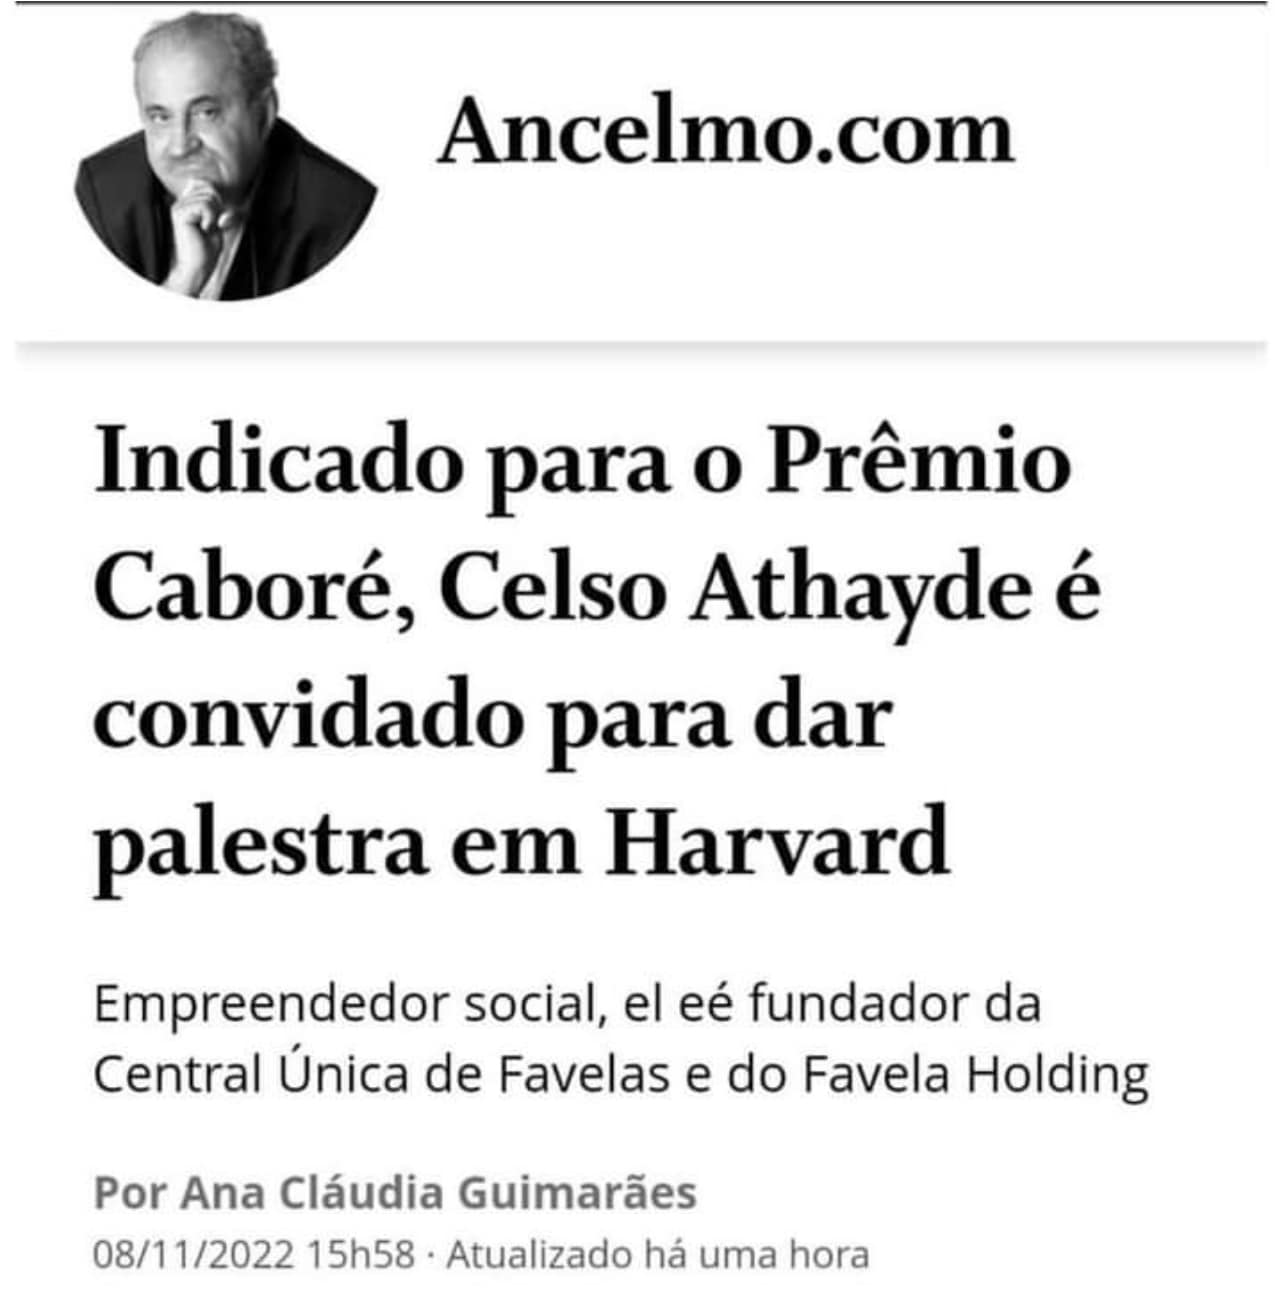 Ancelmo.com
Indicado para o Prêmio
Caboré, Celso Athayde é
convidado para dar
palestra em Harvard
Empreendedor social, el eé fundador da
Central Única de Favelas e do Favela Holding
Por Ana Cláudia Guimarães
08/11/2022 15h58 · Atualizado há uma hora